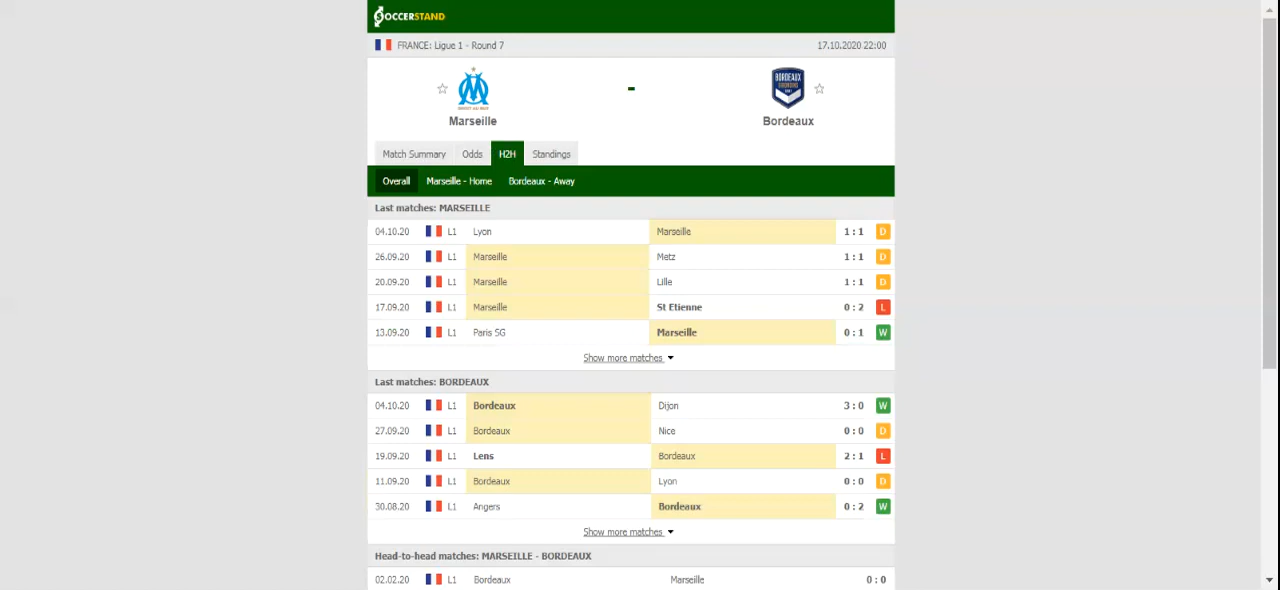 SOCCERSTAND
FRANCE: Ligue 1 - Round 7 17.10.2020 22:00
BORDEAUX
Marseille - Bordeaux
Match Summary Odds H2H Standings
Overall Marseille - Home Bordeaux - Away
Last matches: MARSEILLE
04.10.20 L1 Lyon Marseille 1 : 1 D
26.09.20 L1 Marseille Metz 1 : 1 D
20.09.20 L1 Marseille Lille 1 : 1 D
17.09.20 L1 Marseille St Etienne 0 : 2 L
13.09.20 L1 Paris SG Marseille 0 : 1 W
Show more matches
Last matches: BORDEAUX
04.10.20 L1 Bordeaux Dijon 3 : 0 W
27.09.20 L1 Bordeaux Nice 0 : 0 D
19.09.20 L1 Lens Bordeaux 2 : 1 L
11.09.20 L1 Bordeaux Lyon 0 : 0 D
30.08.20 L1 Angers Bordeaux 0 : 2 W
Show more matches
Head-to-head matches: MARSEILLE - BORDEAUX
02.02.20 L1 Bordeaux Marseille 0 : 0